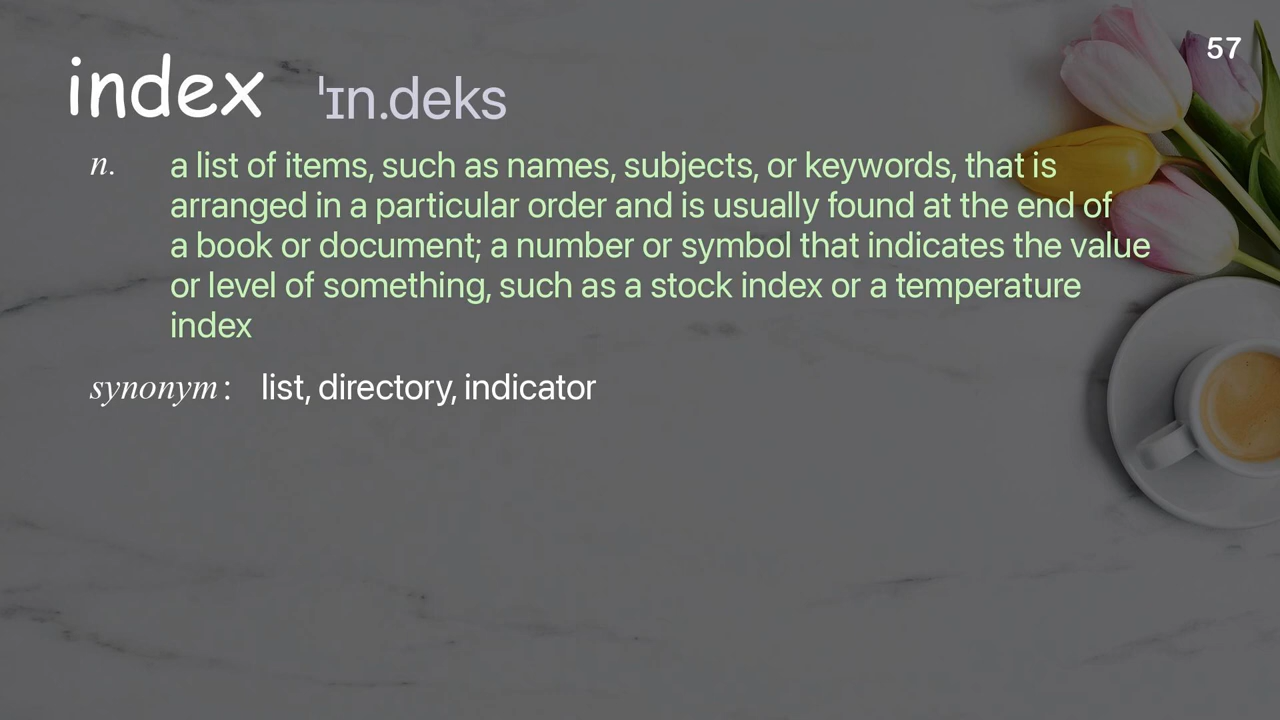 57
index ˈɪn.deks
n. a list of items, such as names, subjects, or keywords, that is
arranged in a particular order and is usually found at the end of
a book or document; a number or symbol that indicates the value
or level of something, such as a stock index or a temperature
index
synonym: list, directory, indicator